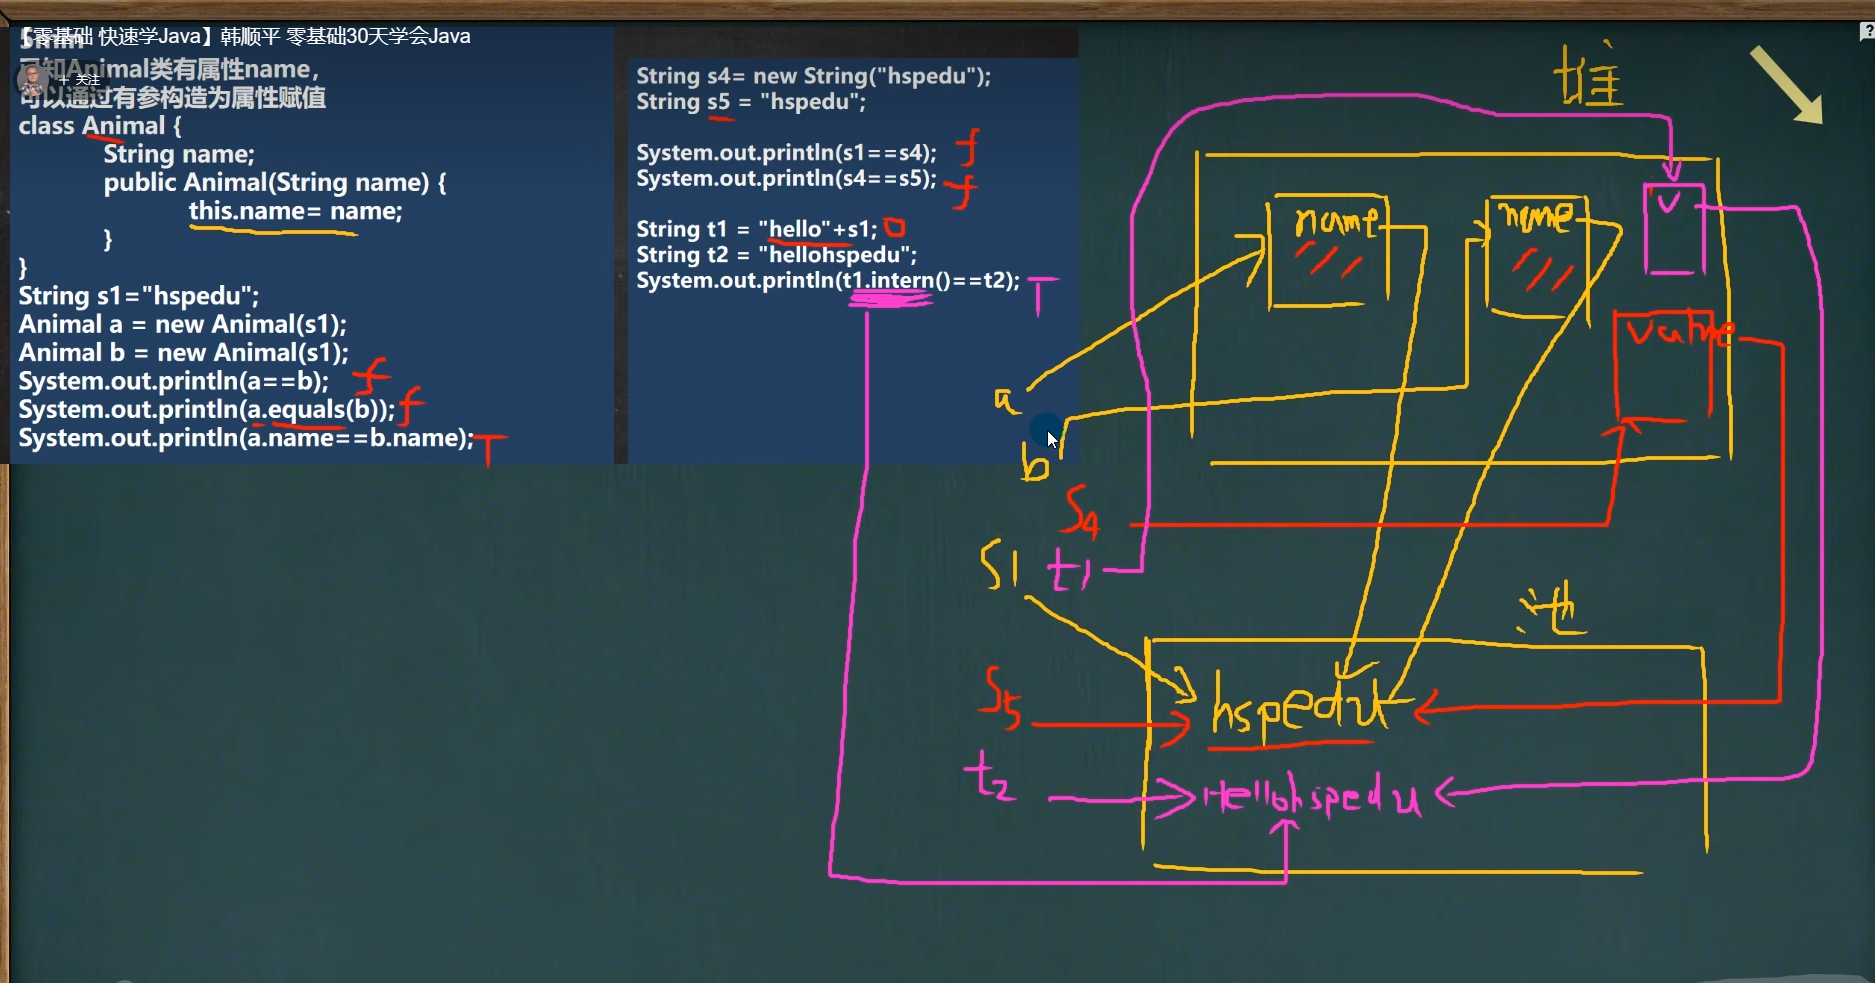 【零基础 快速学Java】韩顺平 零基础30天学会Java
5min
已知Animal类有属性name，
+ 关注
可以通过有参构造为属性赋值
class Animal {
String name;
public Animal(String name) {
this.name= name;
}
}
String s1="hspedu";
Animal a = new Animal(s1);
Animal b = new Animal(s1);
System.out.println(a==b); f
System.out.println(a.equals(b)); f
System.out.println(a.name==b.name); T
String s4= new String("hspedu");
String s5 = "hspedu";
System.out.println(s1==s4); f
System.out.println(s4==s5); f
String t1 = "hello"+s1;
String t2 = "hellohspedu";
System.out.println(t1.intern()==t2); T
堆
name
name
v
value
a
b
S4
S1 t1
池
S5
hspedu
t2
Hellohspedu
?